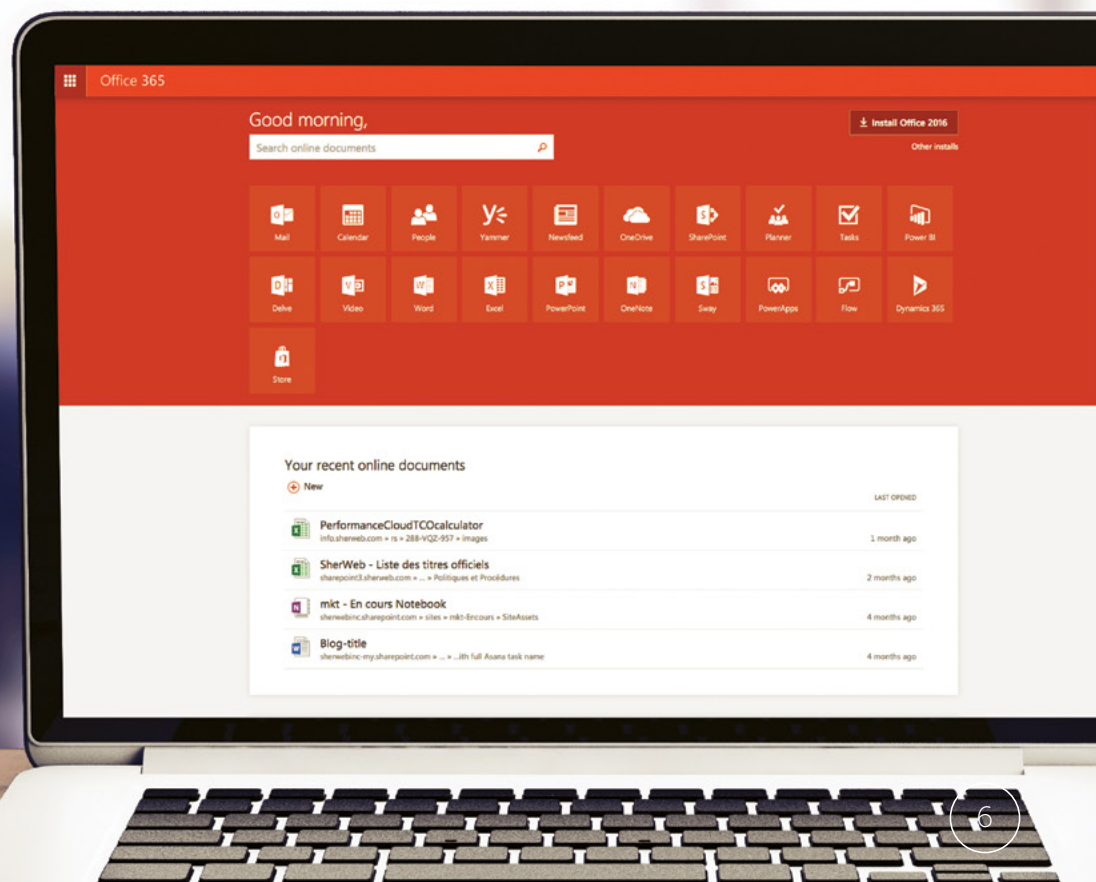 Office 365
Good morning,
Install Office 2016
Search online documents
Other installs
Mail Calendar People Yammer Newsfeed OneDrive SharePoint Planner Tasks Power BI
Delve Video Word Excel PowerPoint OneNote Sway PowerApps Flow Dynamics 365
Store
Your recent online documents
New
LAST OPENED
PerformanceCloudTCOcalculator
info.sherweb.com » rs » 288-VQZ-957 » images
1 month ago
SherWeb - Liste des titres officiels
sharepoint3.sherweb.com » ... » Politiques et Procédures
2 months ago
mkt - En cours Notebook
sherwebinc.sharepoint.com » sites » mkt-Encours » SiteAssets
4 months ago
Blog-title
sherwebinc-my.sharepoint.com » ... » ...ith full Asana task name
4 months ago
6